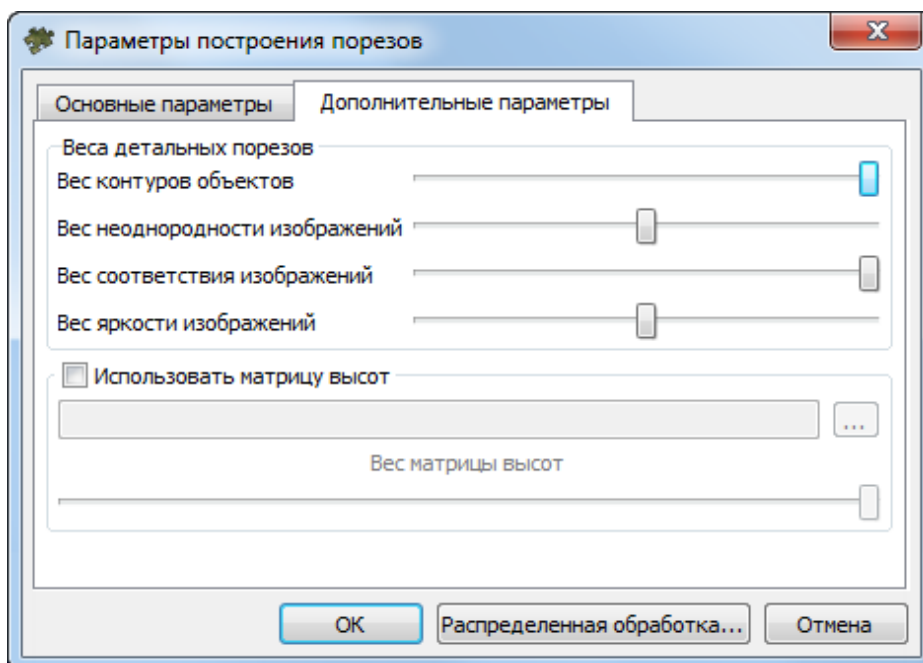 Параметры построения порезов
Основные параметры
Дополнительные параметры
Веса детальных порезов
Вес контуров объектов
Вес неоднородности изображений
Вес соответствия изображений
Вес яркости изображений
Использовать матрицу высот
...
Вес матрицы высот
OK
Распределенная обработка...
Отмена